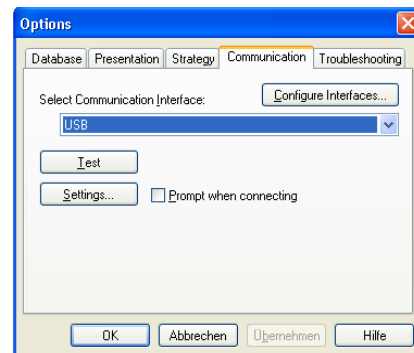 Options
Database Presentation Strategy Communication Troubleshooting
Select Communication Interface: Configure Interfaces...
USB
Test
Settings... Prompt when connecting
OK Abbrechen Übernehmen Hilfe